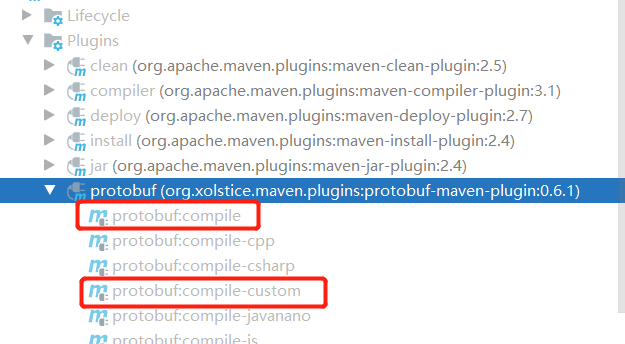 Lifecycle
Plugins
clean (org.apache.maven.plugins:maven-clean-plugin:2.5)
compiler (org.apache.maven.plugins:maven-compiler-plugin:3.1)
deploy (org.apache.maven.plugins:maven-deploy-plugin:2.7)
install (org.apache.maven.plugins:maven-install-plugin:2.4)
jar (org.apache.maven.plugins:maven-jar-plugin:2.4)
protobuf (org.xolstice.maven.plugins:protobuf-maven-plugin:0.6.1)
protobuf:compile
protobuf:compile-cpp
protobuf:compile-csharp
protobuf:compile-custom
protobuf:compile-javanano
protobuf:compile-js